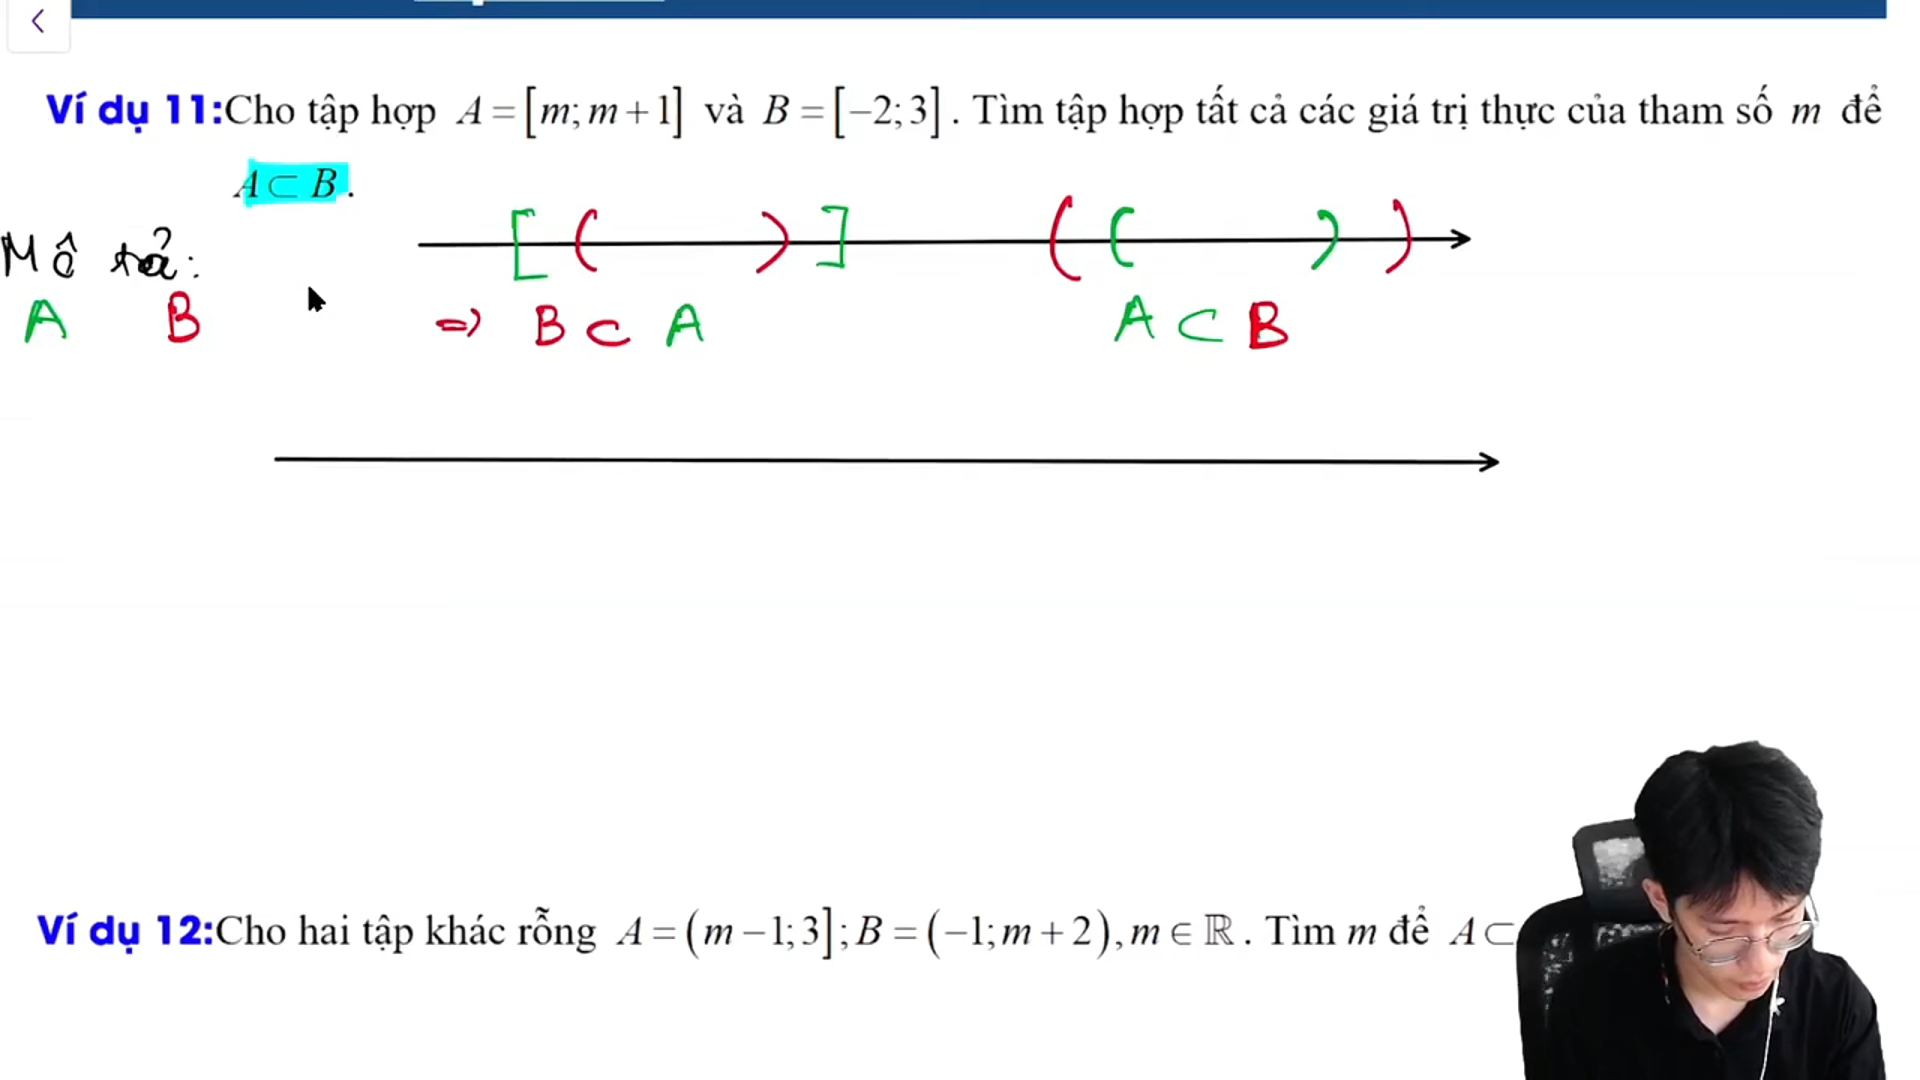 Ví dụ 11:Cho tập hợp A = [m; m + 1] và B = [−2; 3]. Tìm tập hợp tất cả các giá trị thực của tham số m để
A ⊂ B.
[ ( ) ] ( ( ) )
Mô tả:
A B ⇒ B ⊂ A A ⊂ B
Ví dụ 12:Cho hai tập khác rỗng A = (m − 1; 3]; B = (−1; m + 2), m ∈ ℝ. Tìm m để A ⊂